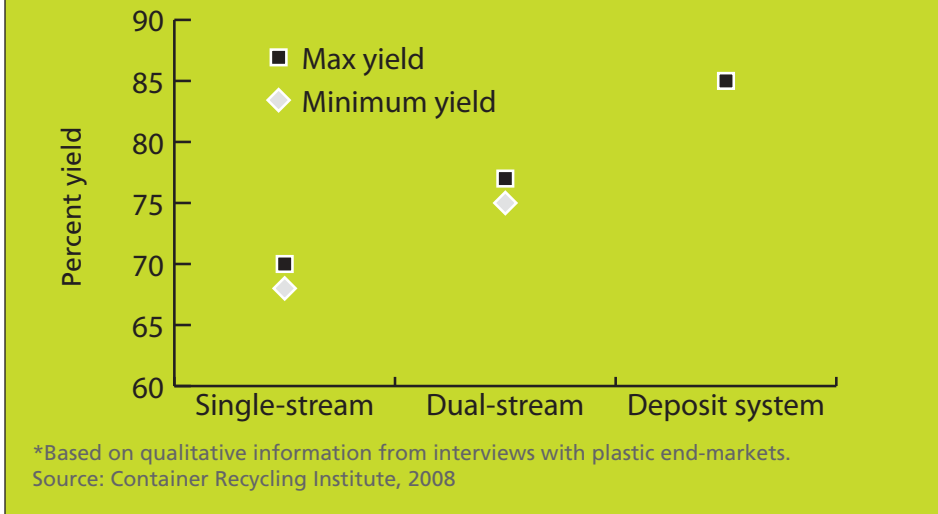 90
85
80
75
70
65
60
Percent yield
Max yield
Minimum yield
Single-stream Dual-stream Deposit system
*Based on qualitative information from interviews with plastic end-markets.
Source: Container Recycling Institute, 2008